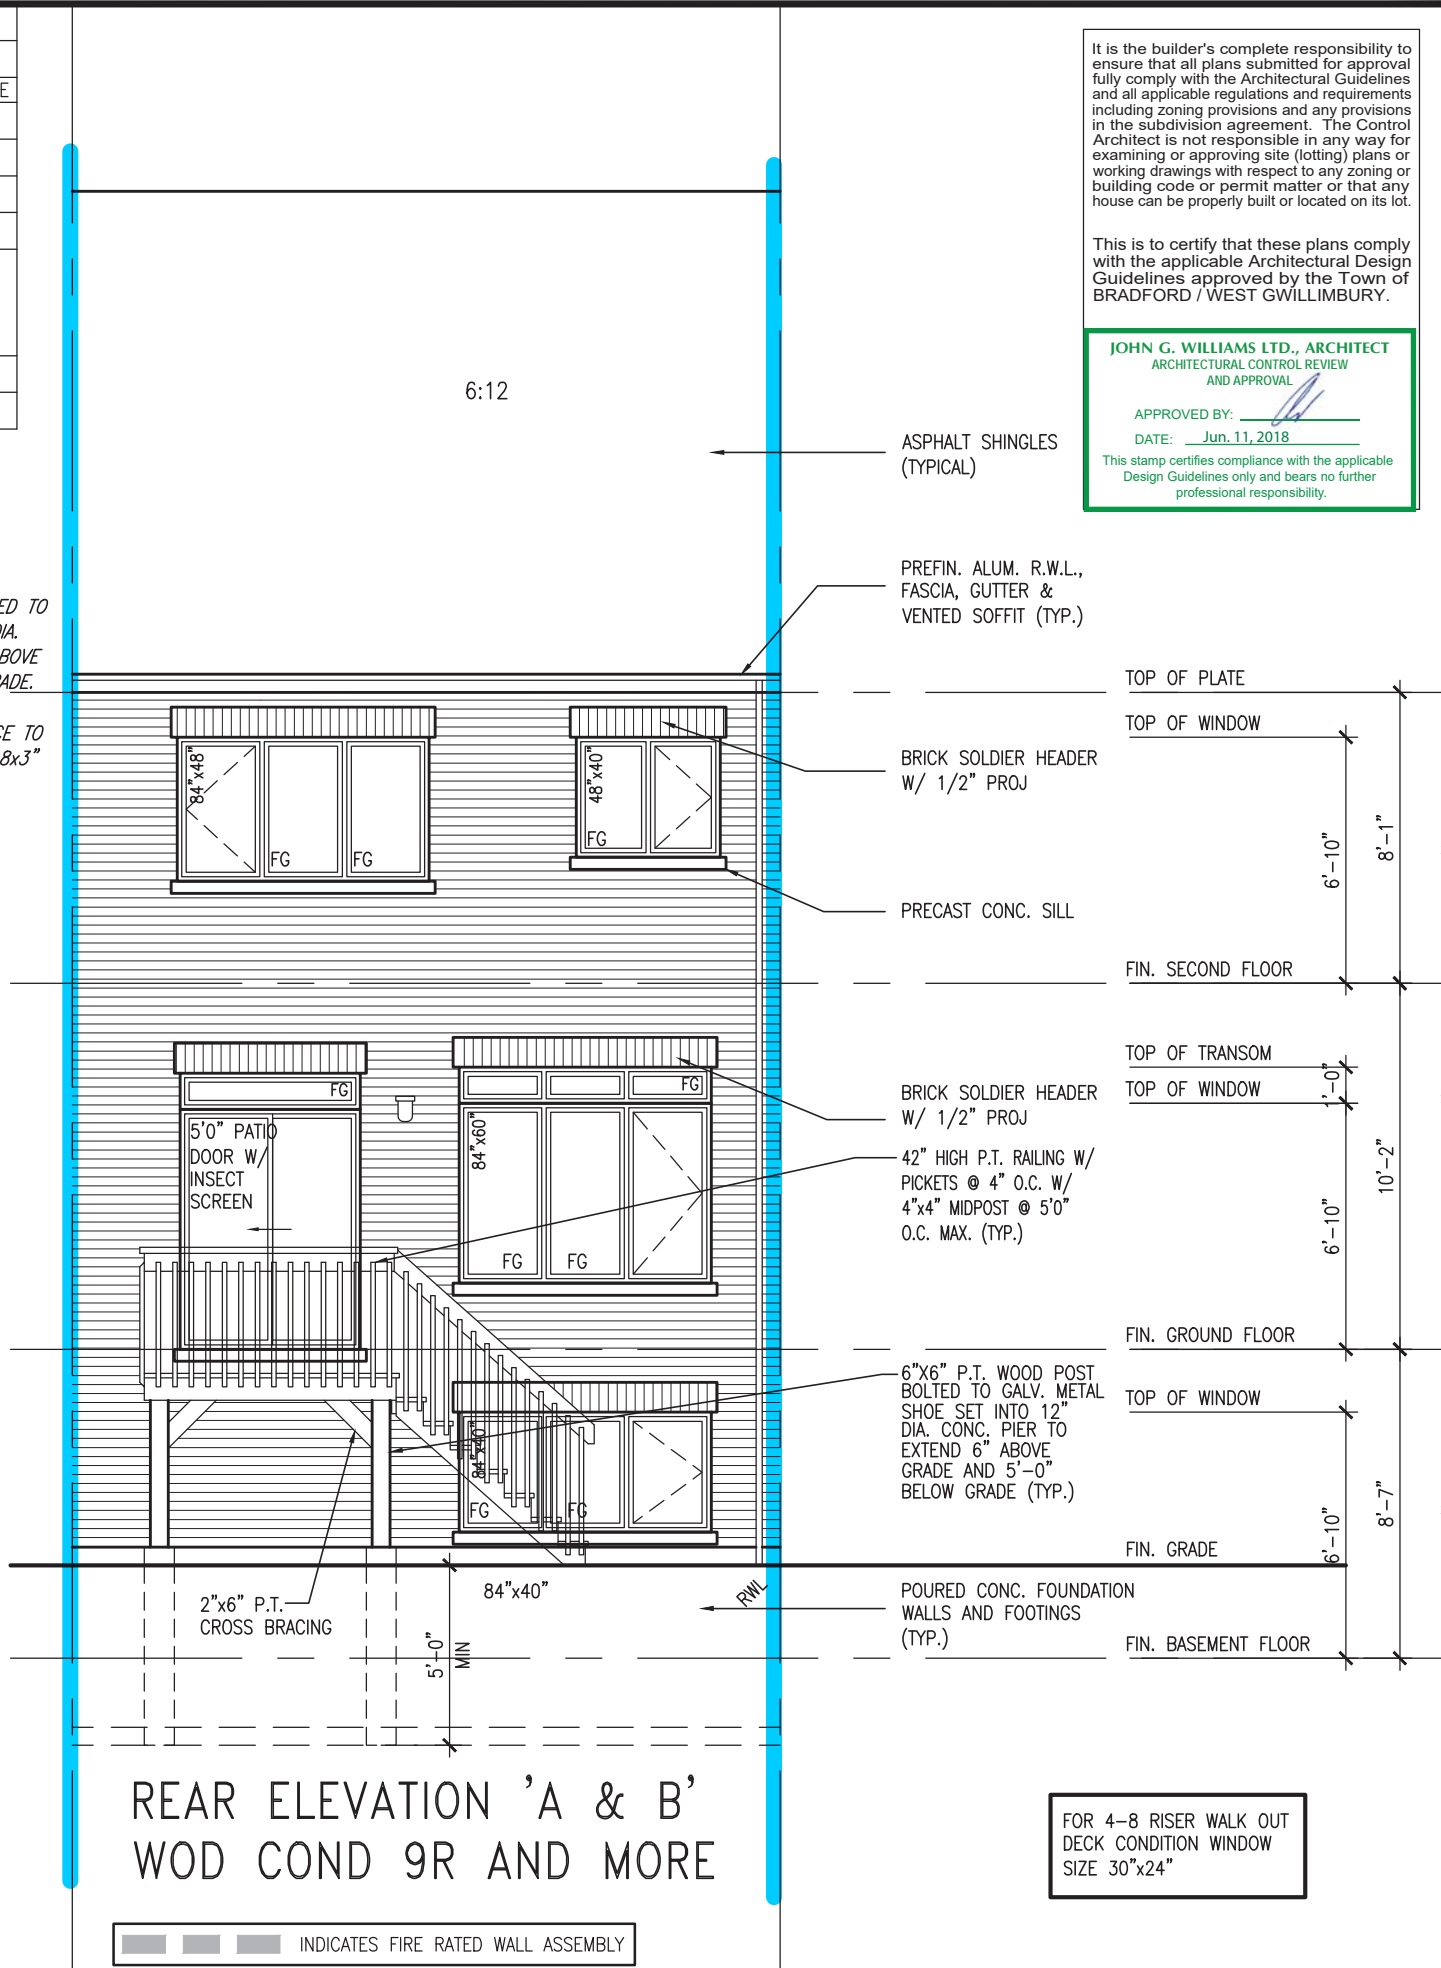 E
It is the builder's complete responsibility to
ensure that all plans submitted for approval
fully comply with the Architectural Guidelines
and all applicable regulations and requirements
including zoning provisions and any provisions
in the subdivision agreement. The Control
Architect is not responsible in any way for
examining or approving site (lotting) plans or
working drawings with respect to any zoning or
building code or permit matter or that any
house can be properly built or located on its lot.
This is to certify that these plans comply
with the applicable Architectural Design
Guidelines approved by the Town of
BRADFORD / WEST GWILLIMBURY.
JOHN G. WILLIAMS LTD., ARCHITECT
ARCHITECTURAL CONTROL REVIEW
AND APPROVAL
APPROVED BY:
DATE: Jun. 11, 2018
This stamp certifies compliance with the applicable
Design Guidelines only and bears no further
professional responsibility.
6:12
ASPHALT SHINGLES
(TYPICAL)
PREFIN. ALUM. R.W.L.,
FASCIA, GUTTER &
VENTED SOFFIT (TYP.)
ED TO
DIA.
BOVE
ADE.
CE TO
8x3"
TOP OF PLATE
TOP OF WINDOW
84"x48"
FG
FG
48"x40"
FG
BRICK SOLDIER HEADER
W/ 1/2" PROJ
6'-10"
8'-1"
PRECAST CONC. SILL
FIN. SECOND FLOOR
TOP OF TRANSOM
TOP OF WINDOW
1'-0"
BRICK SOLDIER HEADER
W/ 1/2" PROJ
FG
FG
5'0" PATIO
DOOR W/
INSECT
SCREEN
84"x60"
FG
FG
42" HIGH P.T. RAILING W/
PICKETS @ 4" O.C. W/
4"x4" MIDPOST @ 5'0"
O.C. MAX. (TYP.)
6'-10"
10'-2"
FIN. GROUND FLOOR
6"X6" P.T. WOOD POST
BOLTED TO GALV. METAL
SHOE SET INTO 12"
DIA. CONC. PIER TO
EXTEND 6" ABOVE
GRADE AND 5'-0"
BELOW GRADE (TYP.)
TOP OF WINDOW
84"x40"
FG
FG
6'-10"
8'-7"
FIN. GRADE
84"x40"
RWL
2"x6" P.T.
CROSS BRACING
5'-0"
MIN
POURED CONC. FOUNDATION
WALLS AND FOOTINGS
(TYP.)
FIN. BASEMENT FLOOR
REAR ELEVATION 'A & B'
WOD COND 9R AND MORE
FOR 4-8 RISER WALK OUT
DECK CONDITION WINDOW
SIZE 30"x24"
INDICATES FIRE RATED WALL ASSEMBLY